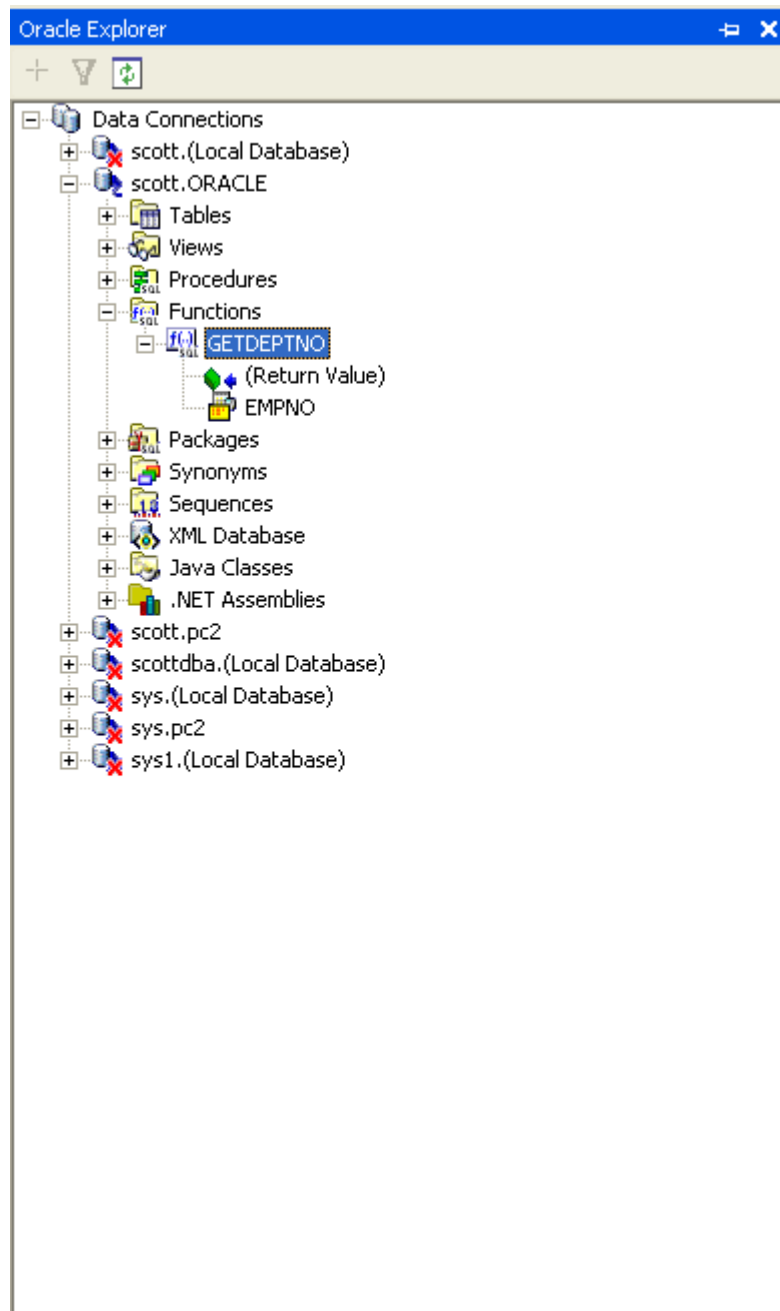 Oracle Explorer
Data Connections
scott.(Local Database)
scott.ORACLE
Tables
Views
Procedures
Functions
GETDEPTNO
(Return Value)
EMPNO
Packages
Synonyms
Sequences
XML Database
Java Classes
.NET Assemblies
scott.pc2
scottdba.(Local Database)
sys.(Local Database)
sys.pc2
sys1.(Local Database)